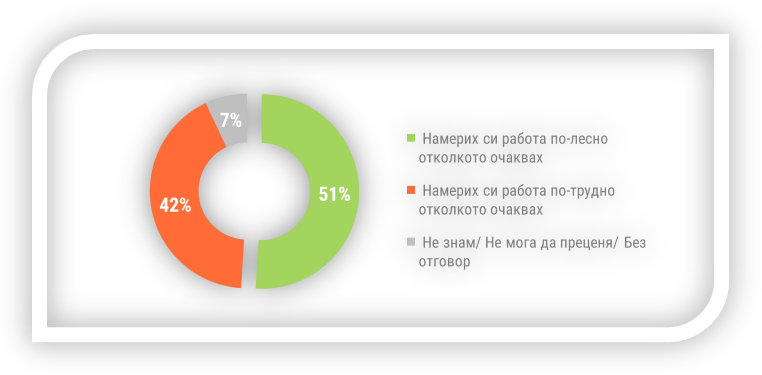 7%
42%
51%
Намерих си работа по-лесно
отколкото очаквах
Намерих си работа по-трудно
отколкото очаквах
Не знам/ Не мога да преценя/ Без
отговор